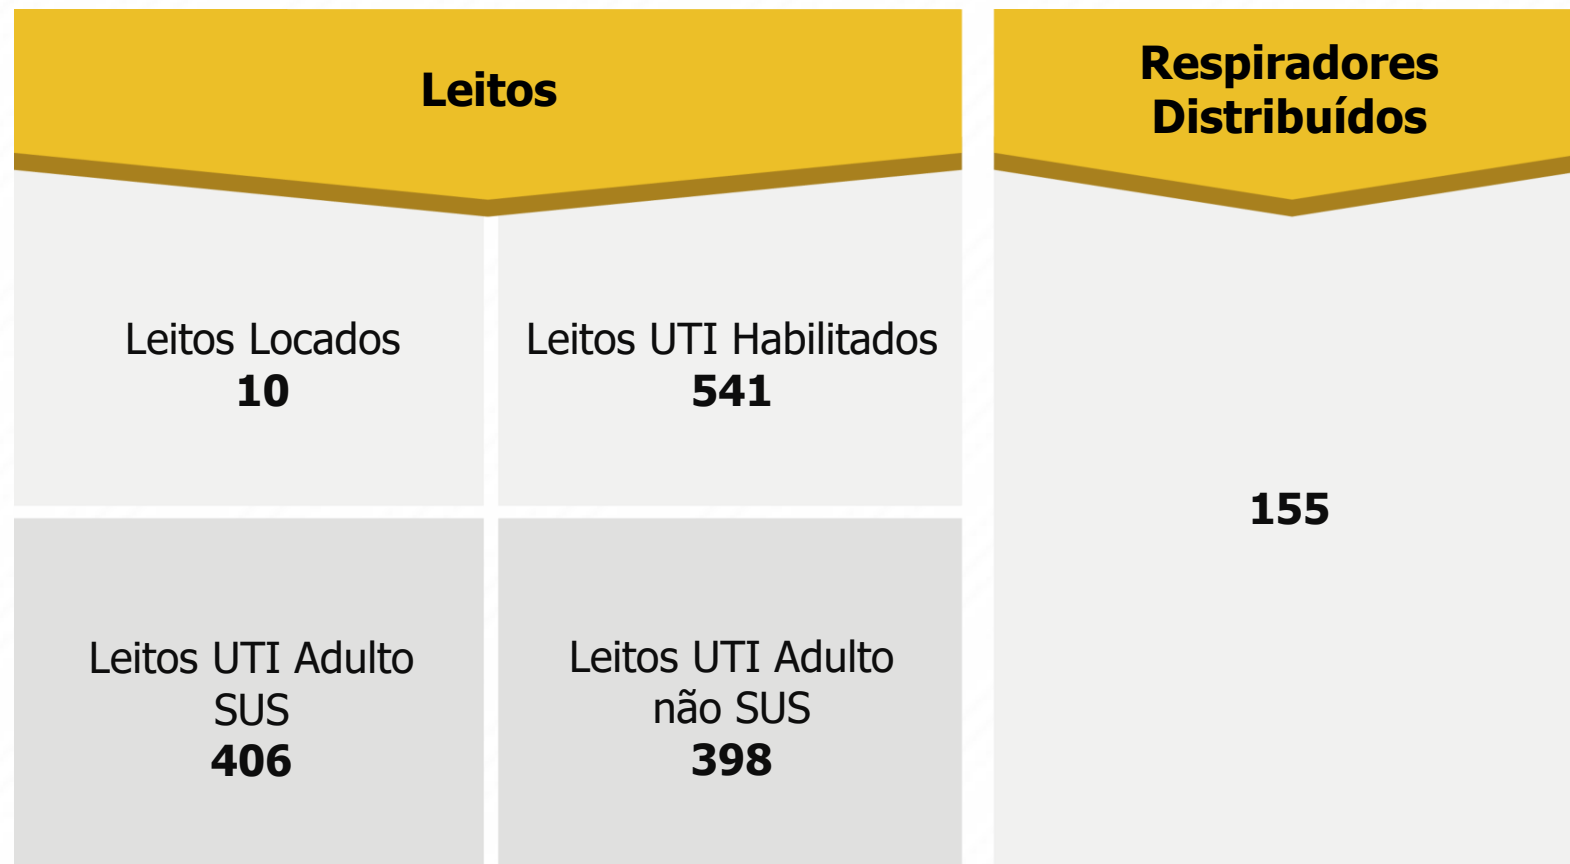 Leitos
Respiradores
Distribuídos
Leitos Locados
10
Leitos UTI Habilitados
541
Leitos UTI Adulto
SUS
406
Leitos UTI Adulto
não SUS
398
155